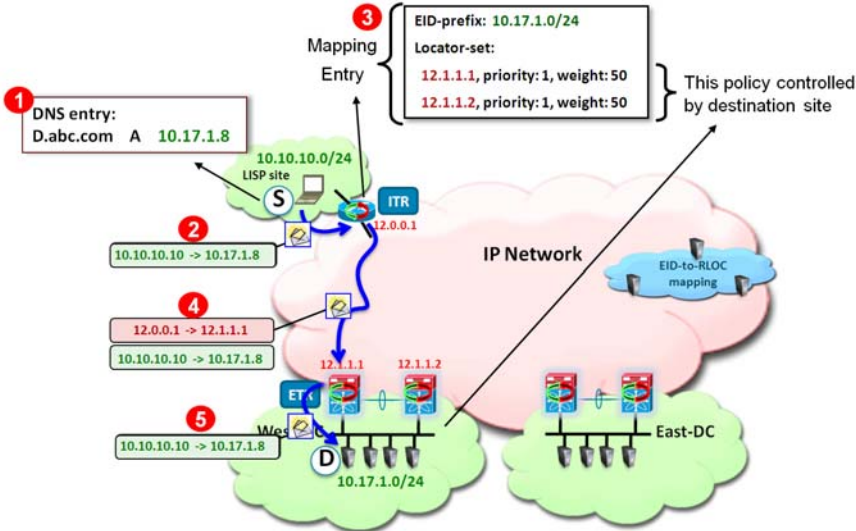 3
Mapping
Entry
EID-prefix: 10.17.1.0/24
Locator-set:
12.1.1.1, priority: 1, weight: 50
12.1.1.2, priority: 1, weight: 50
This policy controlled
by destination site
1
DNS entry:
D.abc.com A 10.17.1.8
10.10.10.0/24
LISP site
S
ITR
12.0.0.1
2
10.10.10.10 -> 10.17.1.8
IP Network
EID-to-RLOC
mapping
4
12.0.0.1 -> 12.1.1.1
10.10.10.10 -> 10.17.1.8
12.1.1.1
12.1.1.2
5
10.10.10.10 -> 10.17.1.8
D
10.17.1.0/24
East-DC